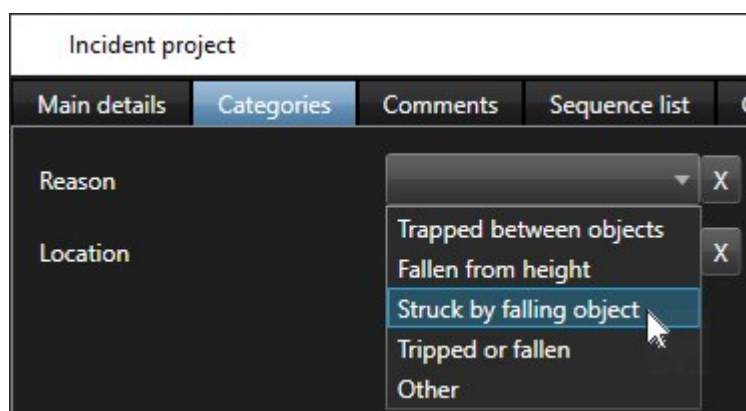 Incident project
Main details Categories Comments Sequence list
Reason X
Trapped between objects
Location X
Fallen from height
Struck by falling object
Tripped or fallen
Other